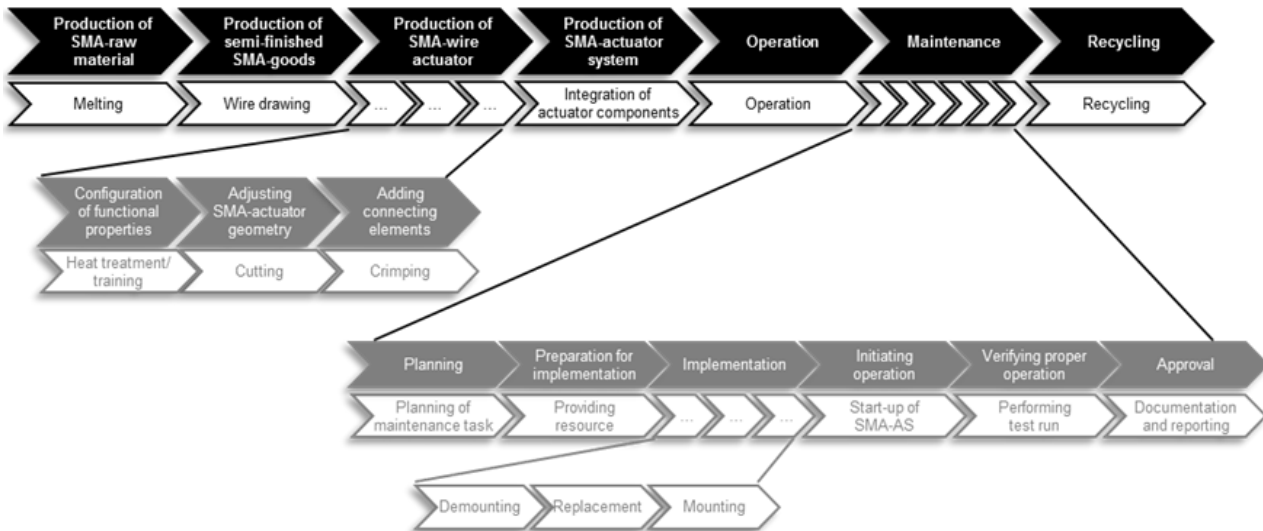 Production of
SMA-raw
material
Production of
semi-finished
SMA-goods
Production of
SMA-wire
actuator
Production of
SMA-actuator
system
Operation
Maintenance
Recycling
Melting
Wire drawing
...
...
...
Integration of
actuator components
Operation
Recycling
Configuration
of functional
properties
Adjusting
SMA-actuator
geometry
Adding
connecting
elements
Heat treatment/
training
Cutting
Crimping
Planning
Preparation for
implementation
Implementation
Initiating
operation
Verifying proper
operation
Approval
Planning of
maintenance task
Providing
resource
...
...
...
Start-up of
SMA-AS
Performing
test run
Documentation
and reporting
Demounting
Replacement
Mounting